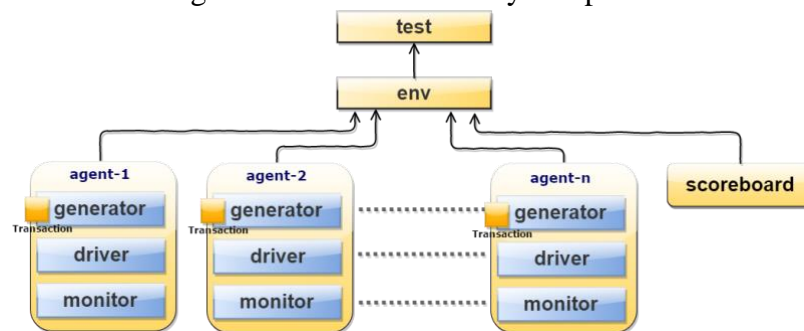 test
env
agent-1
generator
Transaction
driver
monitor
agent-2
generator
Transaction
driver
monitor
agent-n
generator
Transaction
driver
monitor
scoreboard